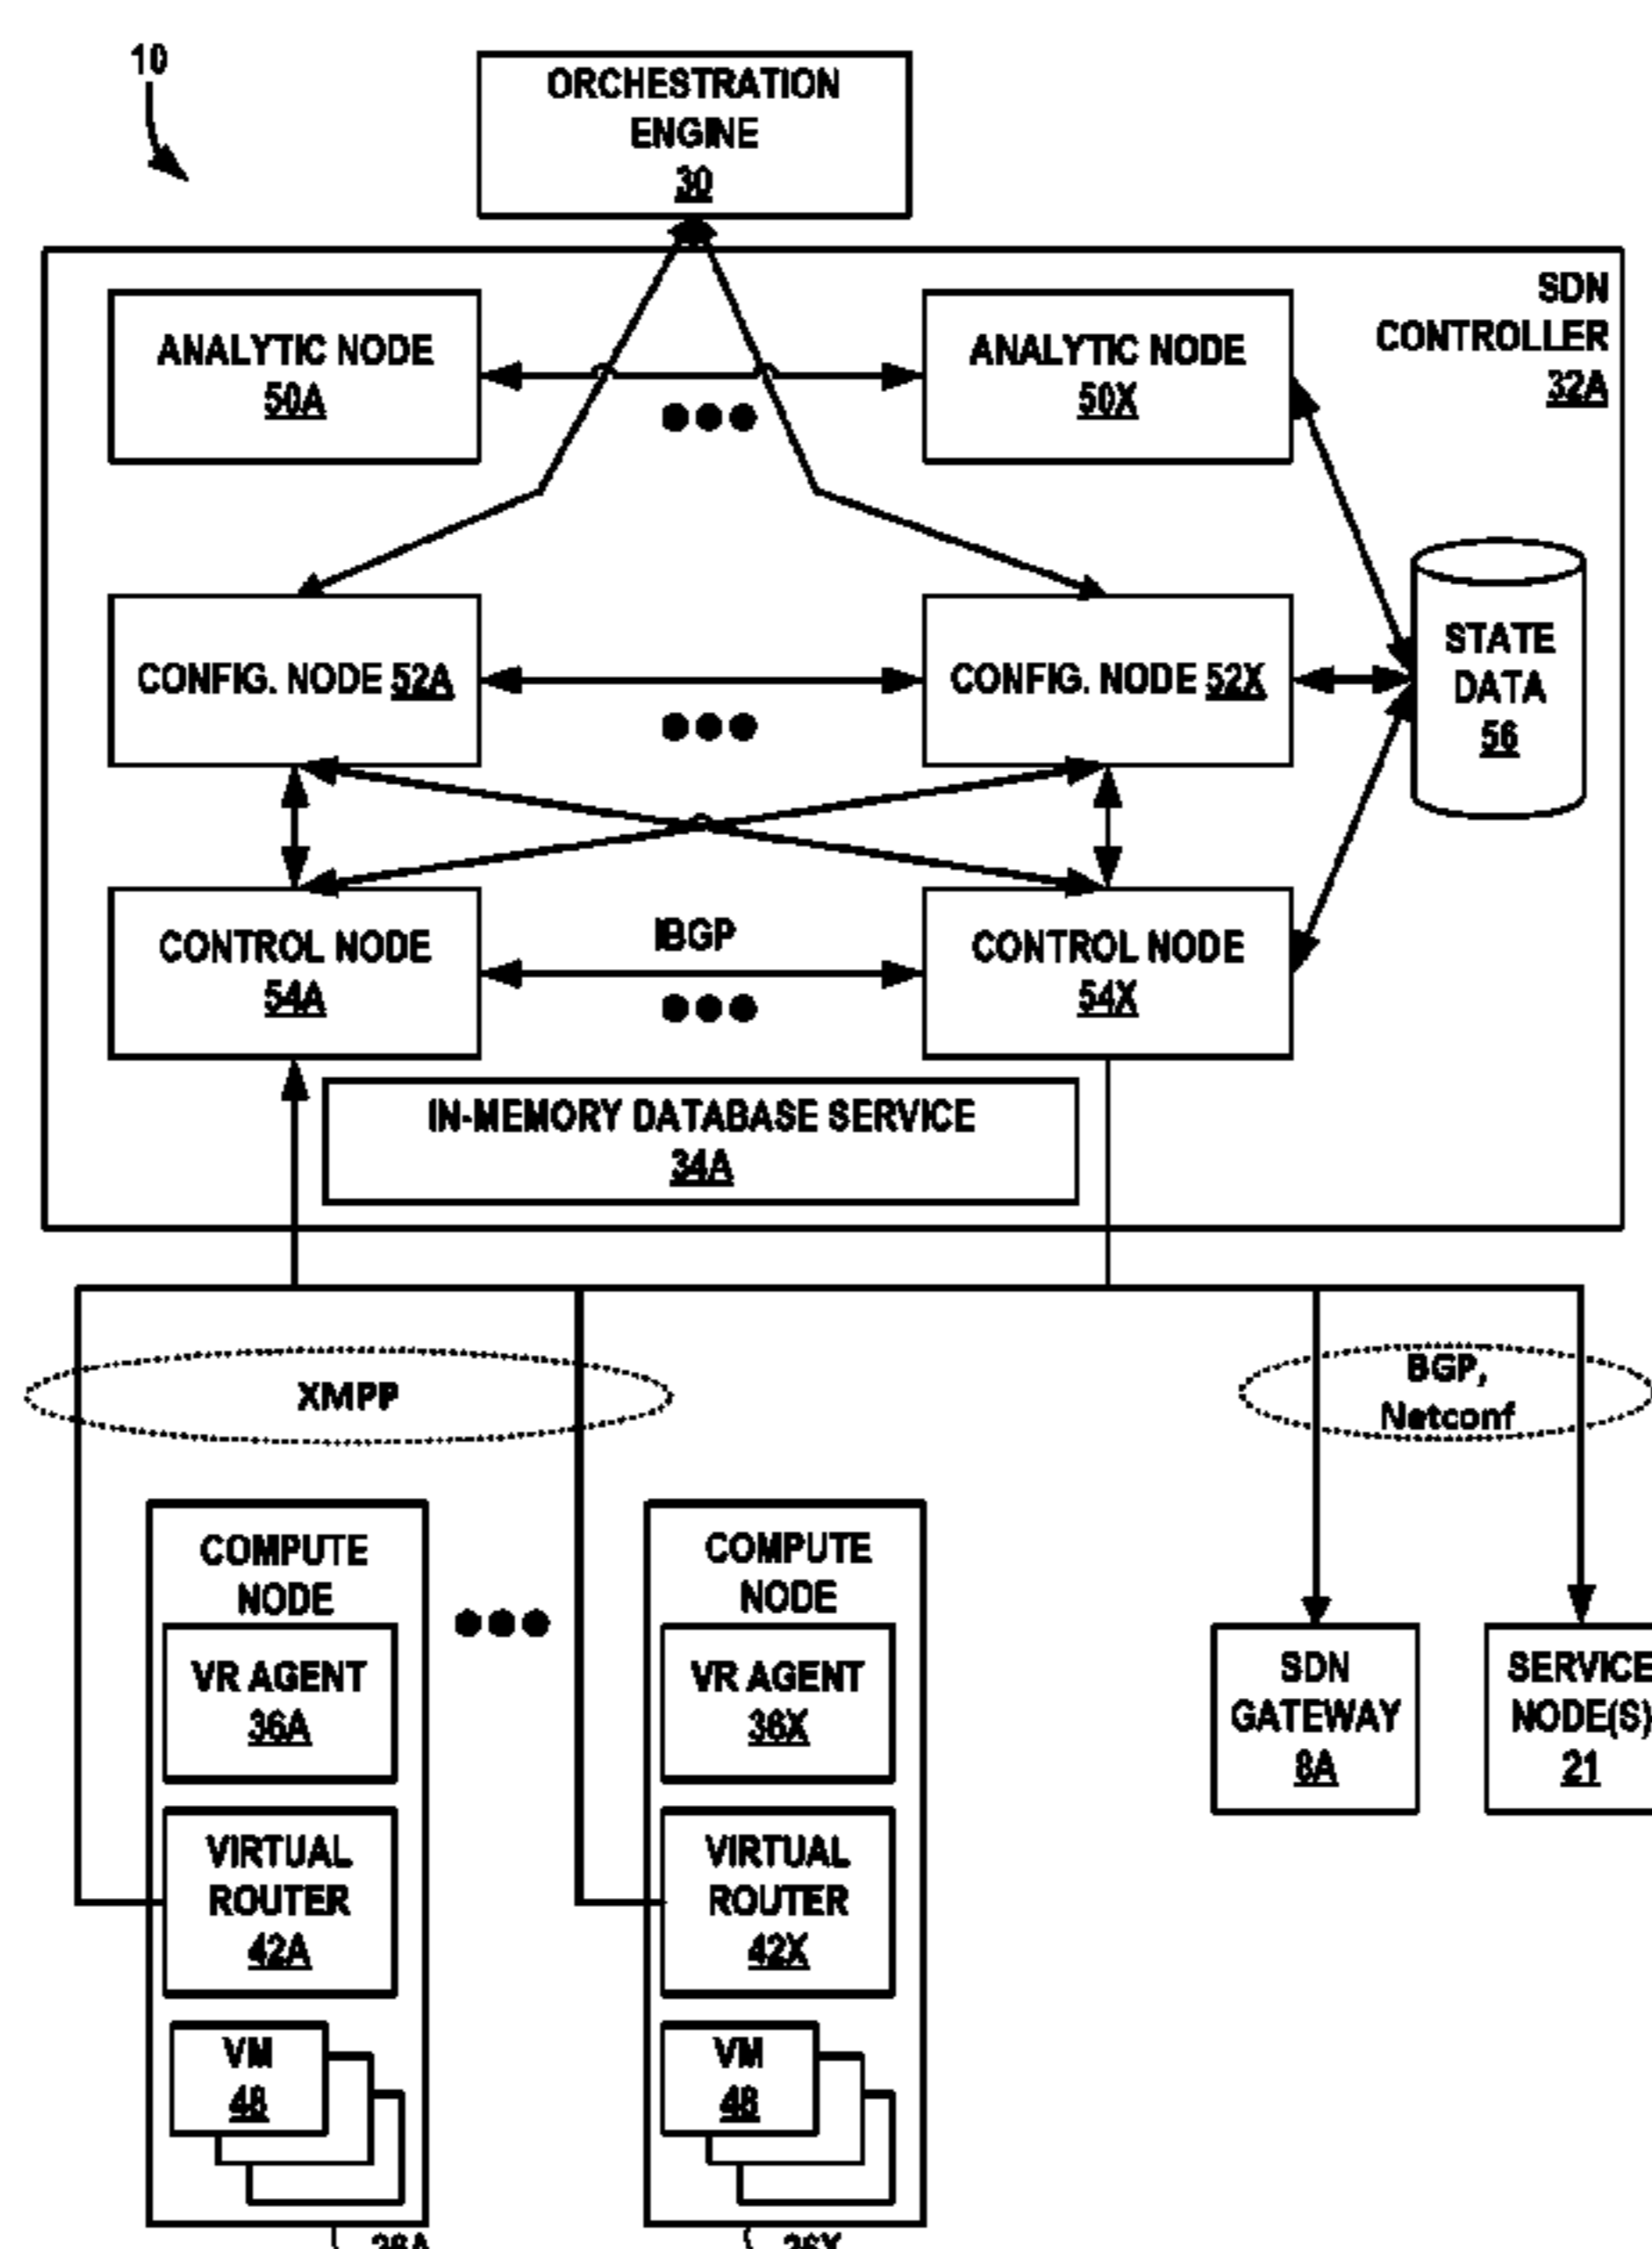 10
ORCHESTRATION
ENGINE
30
SDN
CONTROLLER
32A
ANALYTIC NODE
50A
ANALYTIC NODE
50X
CONFIG. NODE 52A
CONFIG. NODE 52X
STATE
DATA
56
CONTROL NODE
54A
IBGP
CONTROL NODE
54X
IN-MEMORY DATABASE SERVICE
34A
XMPP
BGP,
Netconf
COMPUTE
NODE
VR AGENT
36A
VIRTUAL
ROUTER
42A
VM
48
COMPUTE
NODE
VR AGENT
36X
VIRTUAL
ROUTER
42X
VM
48
SDN
GATEWAY
8A
SERVICE
NODE(S)
21